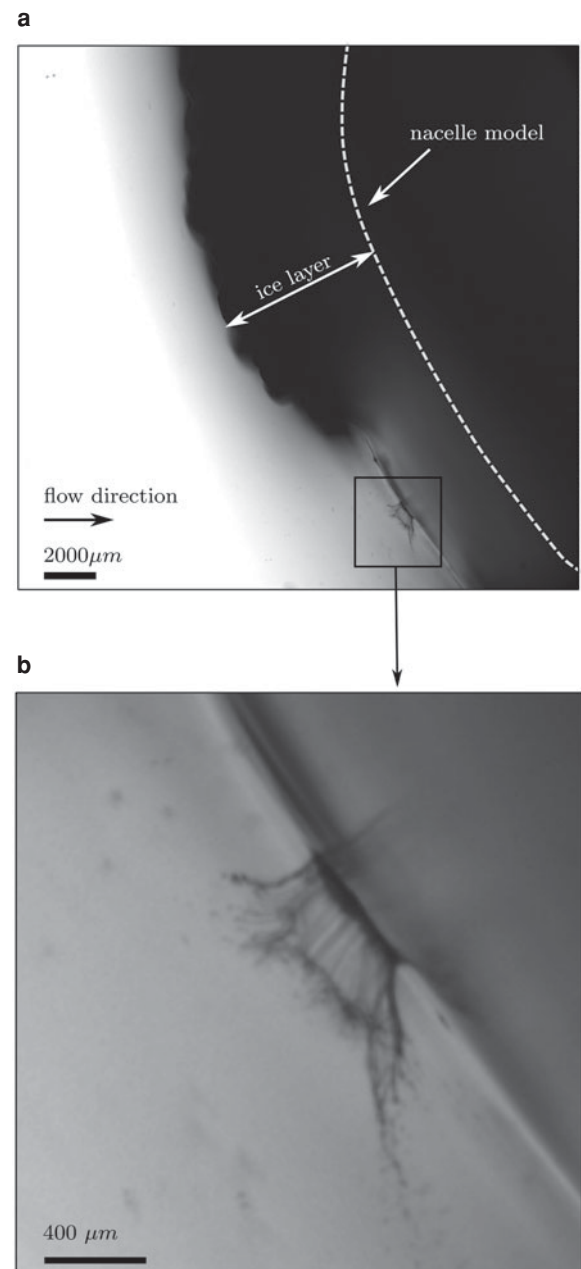 a
nacelle model
ice layer
flow direction
2000μm
b
400 μm